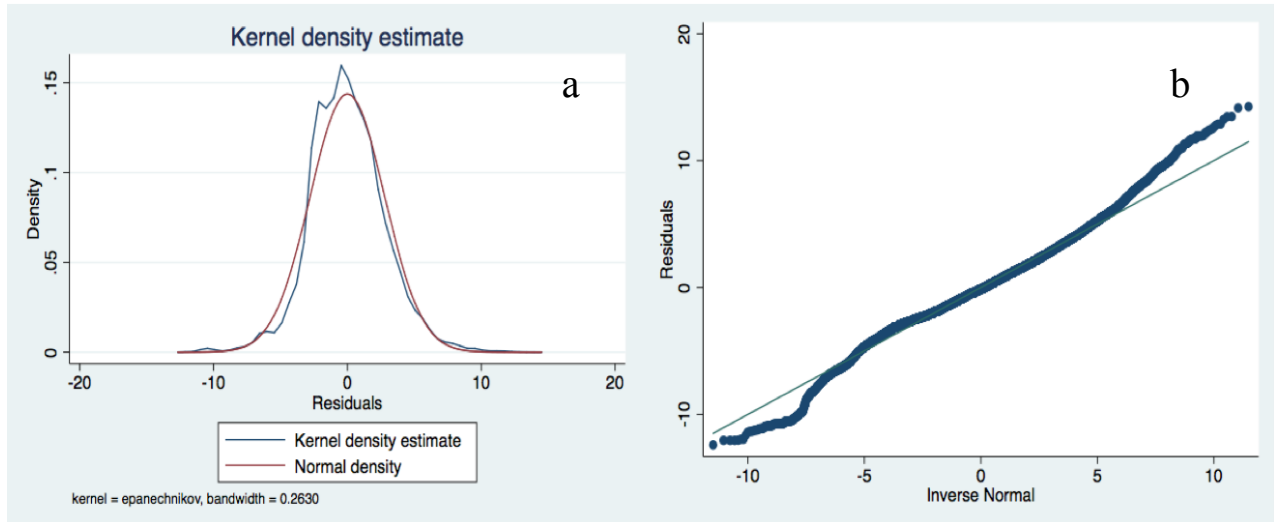 Kernel density estimate
a
.15
.1
.05
0
Density
-20 -10 0 10 20
Residuals
Kernel density estimate
Normal density
kernel = epanechnikov, bandwidth = 0.2630
b
20
10
0
-10
Residuals
-10 -5 0 5 10
Inverse Normal